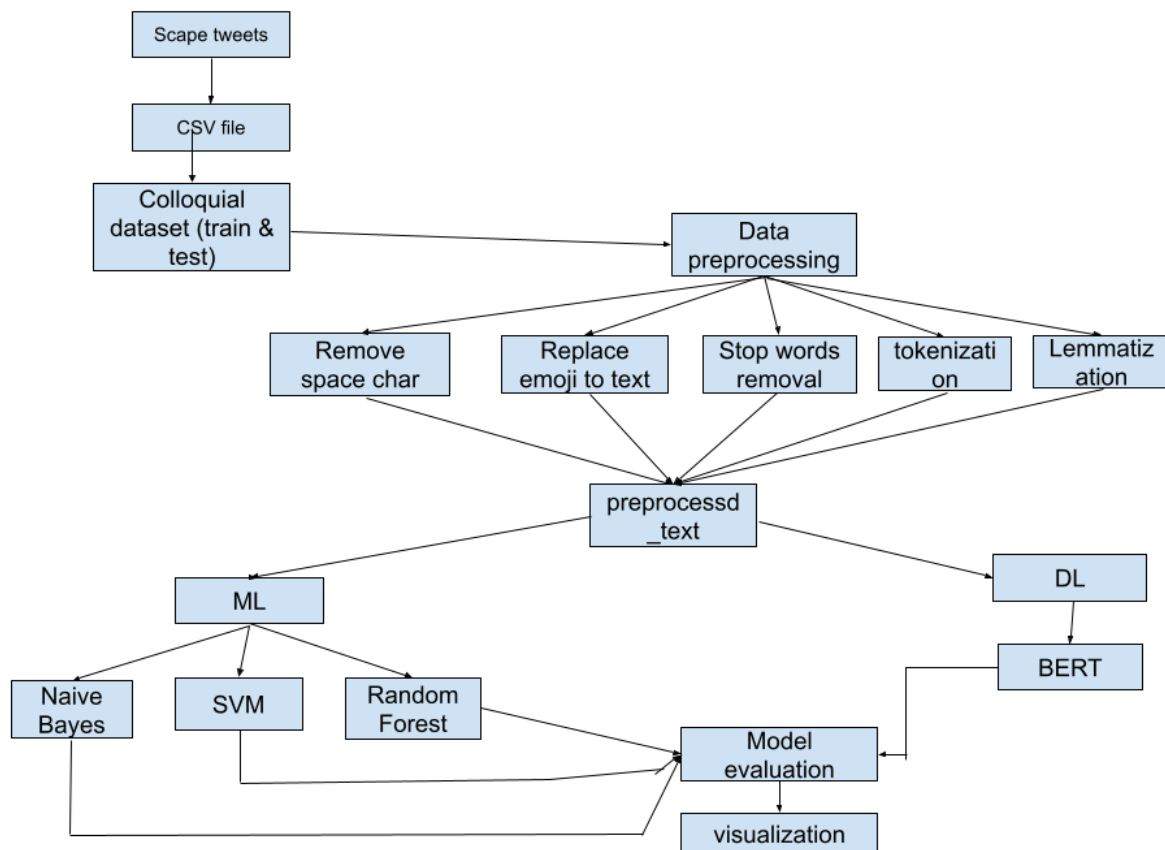 Scape tweets
CSV file
Colloquial
dataset (train &
test)
Data
preprocessing
Remove
space char
Replace
emoji to text
Stop words
removal
tokenizati
on
Lemmatiz
ation
preprocessd
_text
ML
DL
Naive
Bayes
SVM
Random
Forest
BERT
Model
evaluation
visualization